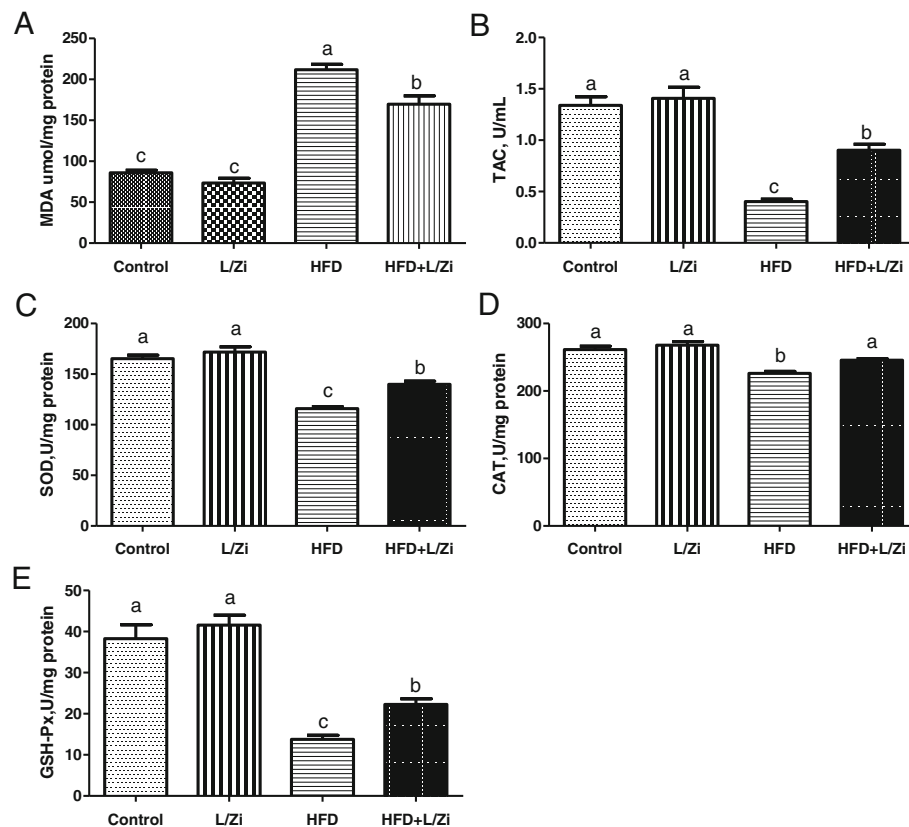 A
MDA umol/mg protein
250
200
150
100
50
0
c
c
a
b
Control L/Zi HFD HFD+L/Zi
B
TAC, U/mL
2.0
1.5
1.0
0.5
0.0
a
a
c
b
Control L/Zi HFD HFD+L/Zi
C
SOD,U/mg protein
200
150
100
50
0
a
a
c
b
Control L/Zi HFD HFD+L/Zi
D
CAT,U/mg protein
300
200
100
0
a
a
b
a
Control L/Zi HFD HFD+L/Zi
E
GSH-Px,U/mg protein
50
40
30
20
10
0
a
a
c
b
Control L/Zi HFD HFD+L/Zi